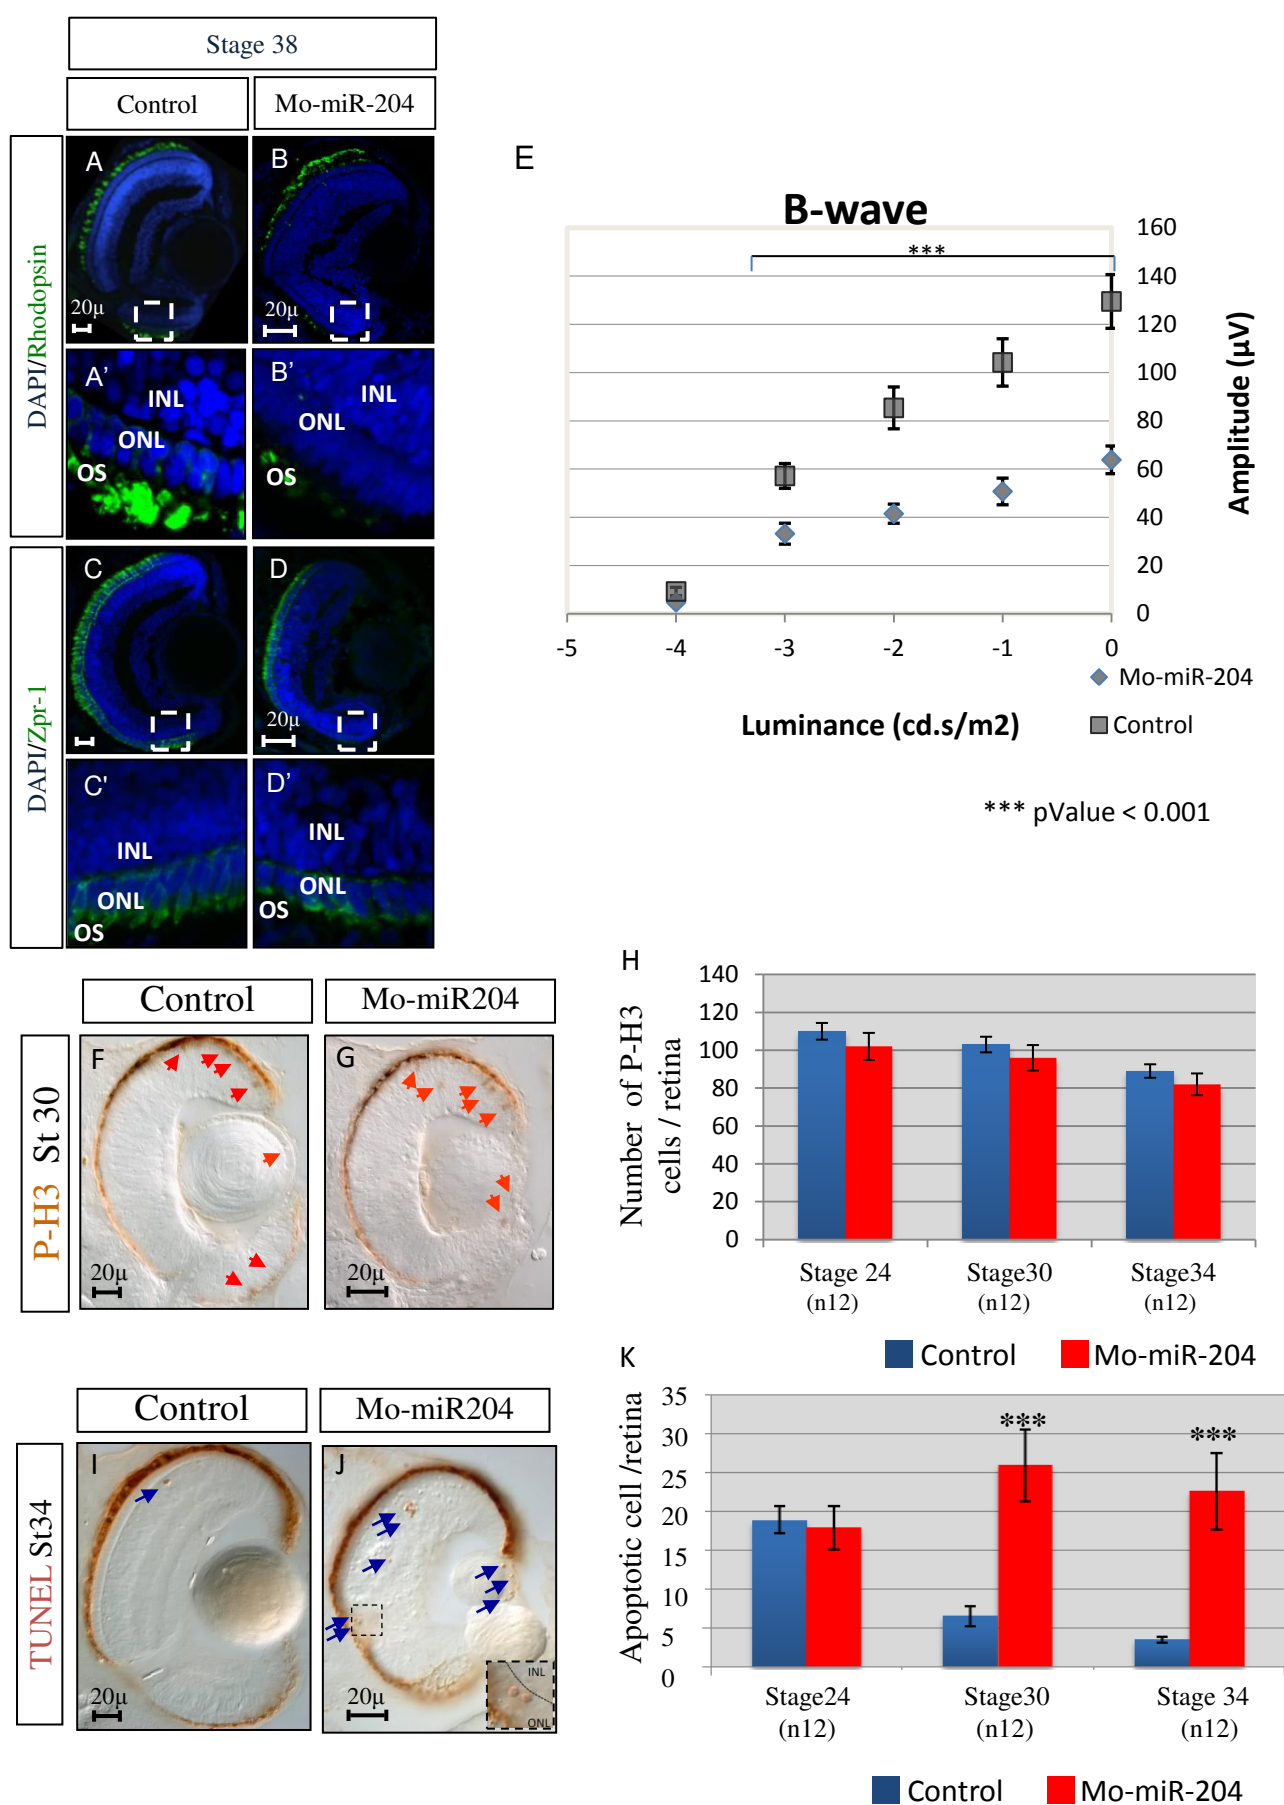 Stage 38
Control
Mo-miR-204
DAPI/Rhodopsin
A
20µ
B
20µ
A'
INL
ONL
OS
B'
INL
ONL
OS
DAPI/Zpr-1
C
D
20µ
C'
INL
ONL
OS
D'
INL
ONL
OS
E
B-wave
***
160
140
120
100
80
60
40
20
0
Amplitude (µV)
-5
-4
-3
-2
-1
0
Luminance (cd.s/m2)
Mo-miR-204
Control
*** pValue < 0.001
Control
Mo-miR204
P-H3 St 30
F
20µ
G
20µ
H
Number of P-H3
cells / retina
140
120
100
80
60
40
20
0
Stage 24
(n12)
Stage30
(n12)
Stage34
(n12)
Control
Mo-miR-204
Control
Mo-miR204
TUNEL St34
I
20µ
J
20µ
INL
ONL
K
Apoptotic cell /retina
35
30
25
20
15
10
5
0
***
***
Stage24
(n12)
Stage30
(n12)
Stage 34
(n12)
Control
Mo-miR-204